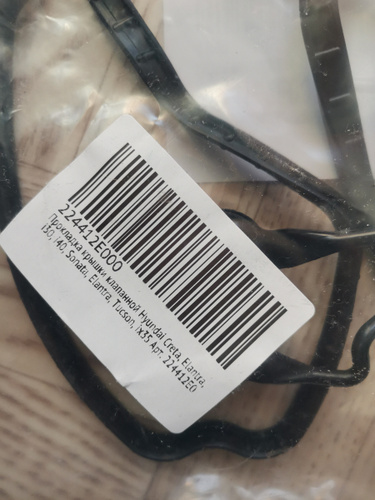 224412E000
Прокладка крышки клапанной Hyundai Creta, Elantra,
i30, i40, Sonata, Elantra, Tucson, ix35 Арт. 224412E0